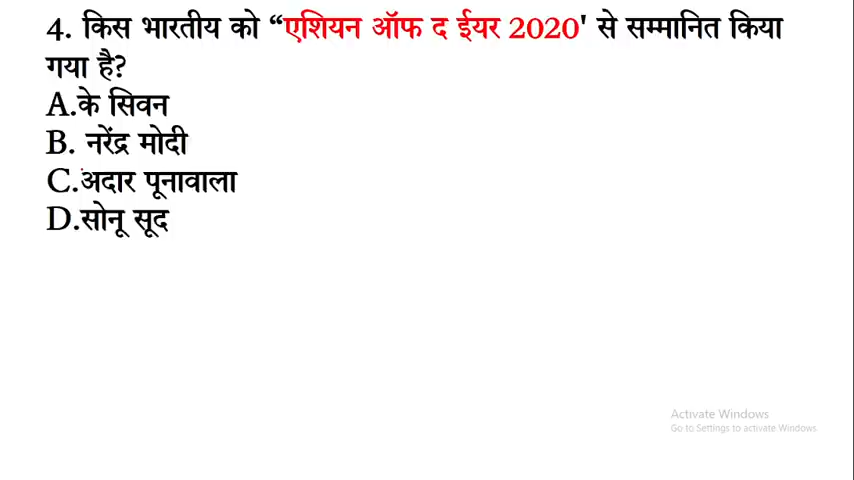 4. किस भारतीय को “एशियन ऑफ द ईयर 2020' से सम्मानित किया
गया है?
A.के सिवन
B. नरेंद्र मोदी
C.अदार पूनावाला
D.सोनू सूद
Activate Windows
Go to Settings to activate Windows.